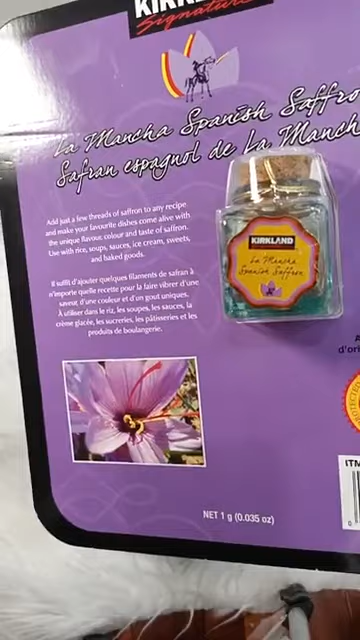 KIRKLAND
Signature
La Mancha Spanish Saffron
Safran espagnol de La Mancha
Add just a few threads of saffron to any recipe
and make your favourite dishes come alive with
the unique flavour, colour and taste of saffron.
Use with rice, soups, sauces, ice cream, sweets,
and baked goods.
Il suffit d'ajouter quelques filaments de safran à
n'importe quelle recette pour la faire vibrer d'une
saveur, d'une couleur et d'un gout uniques.
À utiliser dans le riz, les soupes, les sauces, la
crème glacée, les sucreries, les pâtisseries et les
produits de boulangerie.
KIRKLAND
La Mancha
Spanish Saffron
d'ori
NET 1 g (0.035 oz)
ITM
0